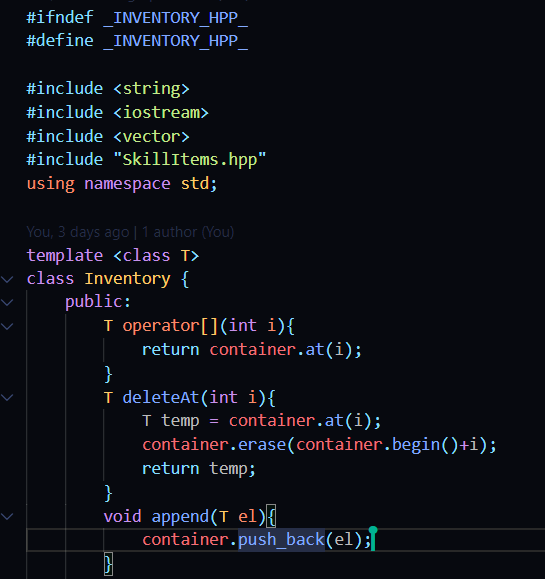 #ifndef _INVENTORY_HPP_
#define _INVENTORY_HPP_
#include <string>
#include <iostream>
#include <vector>
#include "SkillItems.hpp"
using namespace std;
You, 3 days ago | 1 author (You)
template <class T>
class Inventory {
public:
T operator[](int i){
return container.at(i);
}
T deleteAt(int i){
T temp = container.at(i);
container.erase(container.begin()+i);
return temp;
}
void append(T el){
container.push_back(el);
}